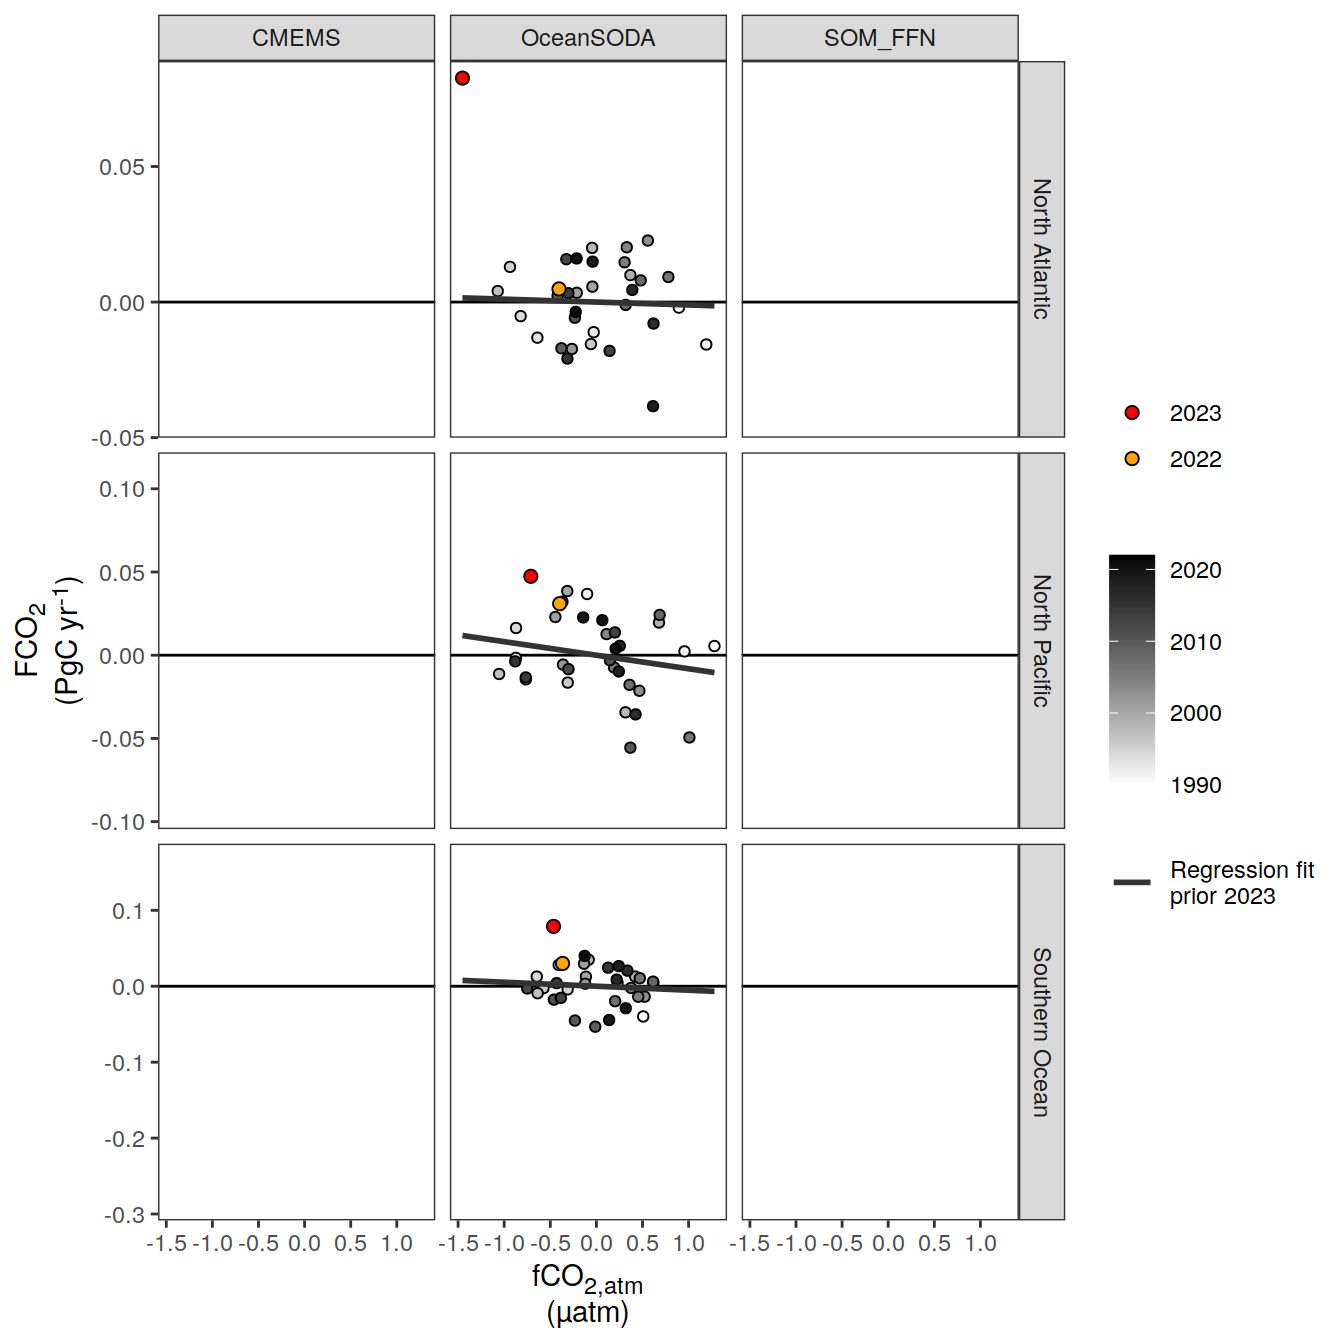 CMEMS
OceanSODA
SOM_FFN
0.05
0.00
-0.05
North Atlantic
0.10
0.05
0.00
-0.05
-0.10
North Pacific
0.1
0.0
-0.1
-0.2
-0.3
Southern Ocean
FCO2
(PgC yr-1)
-1.5 -1.0 -0.5 0.0 0.5 1.0
-1.5 -1.0 -0.5 0.0 0.5 1.0
-1.5 -1.0 -0.5 0.0 0.5 1.0
fCO2,atm
(µatm)
2023
2022
2020
2010
2000
1990
Regression fit
prior 2023